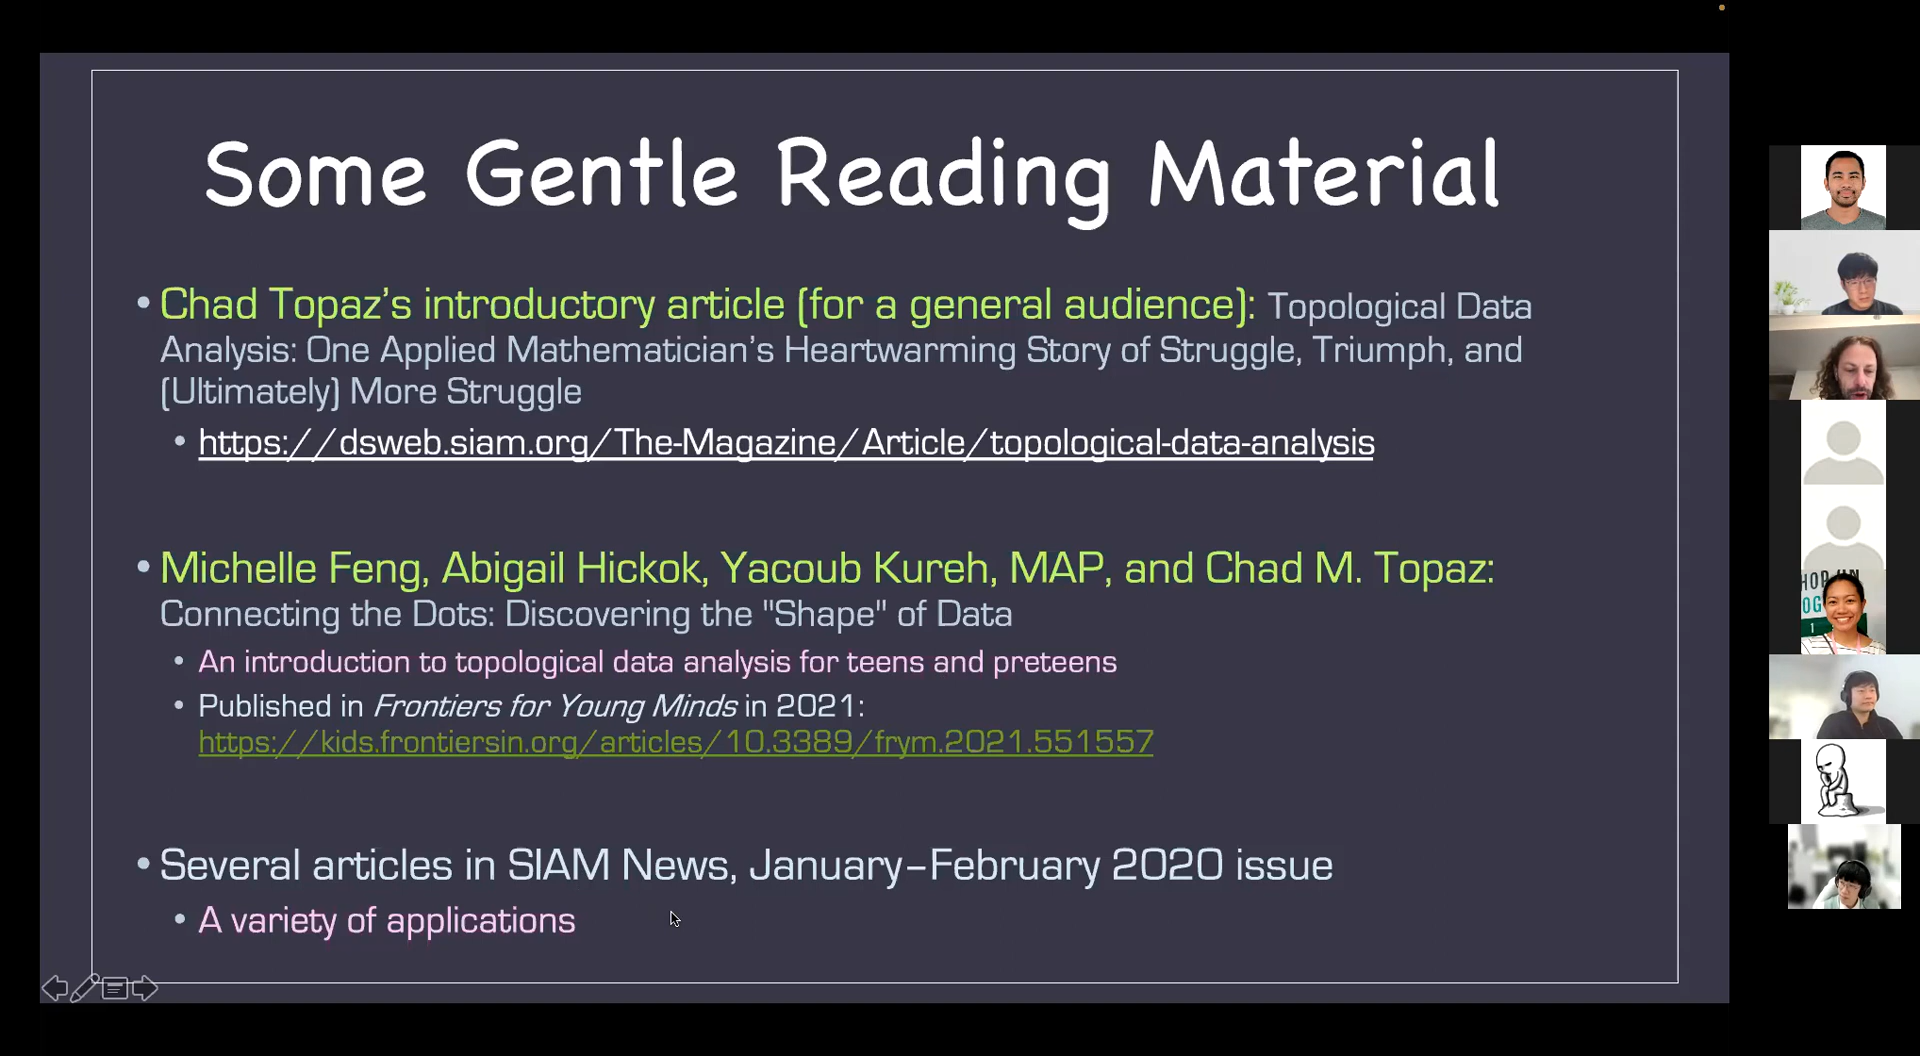 Some Gentle Reading Material
• Chad Topaz's introductory article (for a general audience): Topological Data
Analysis: One Applied Mathematician's Heartwarming Story of Struggle, Triumph, and
(Ultimately) More Struggle
• https://dsweb.siam.org/The-Magazine/Article/topological-data-analysis
• Michelle Feng, Abigail Hickok, Yacoub Kureh, MAP, and Chad M. Topaz:
Connecting the Dots: Discovering the "Shape" of Data
• An introduction to topological data analysis for teens and preteens
• Published in Frontiers for Young Minds in 2021:
https://kids.frontiersin.org/articles/10.3389/frym.2021.551557
• Several articles in SIAM News, January–February 2020 issue
• A variety of applications